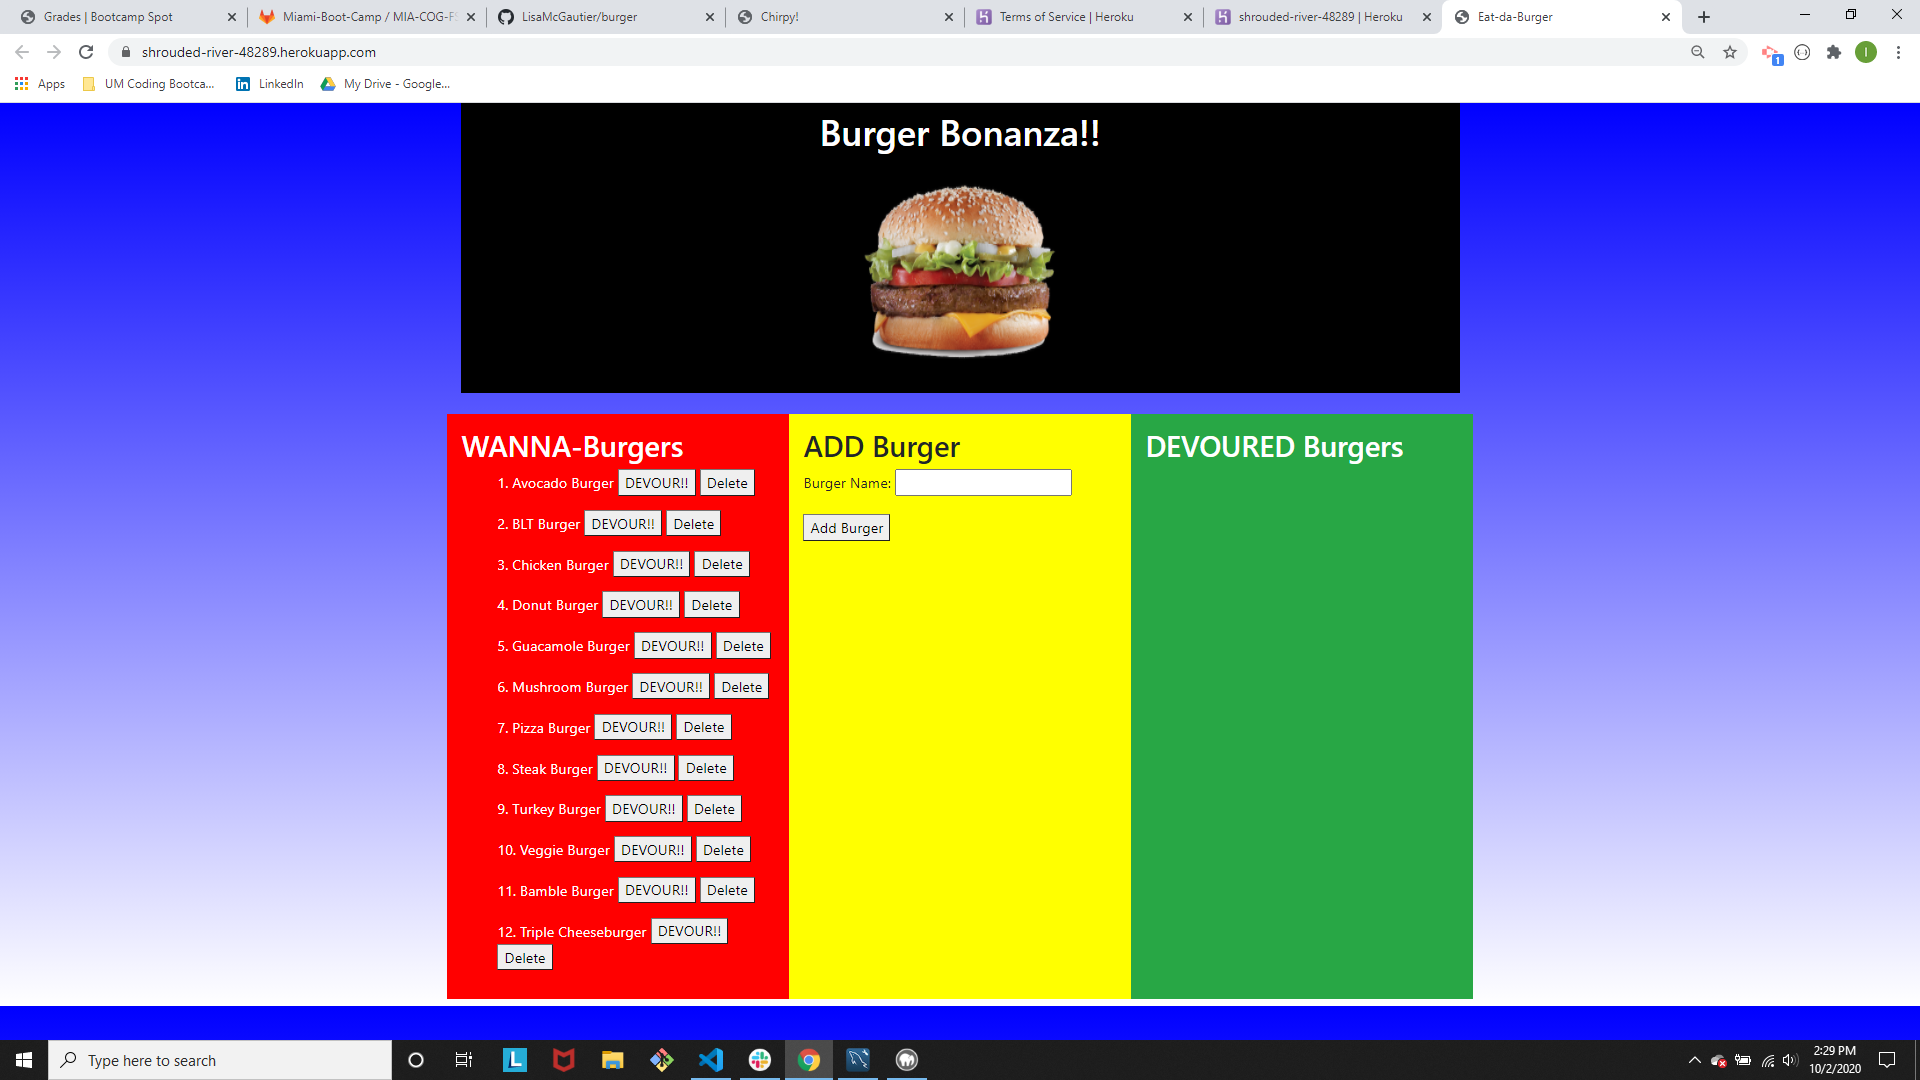 Grades | Bootcamp Spot
Miami-Boot-Camp / MIA-COG-FS
LisaMcGautier/burger
Chirpy!
Terms of Service | Heroku
shrouded-river-48289 | Heroku
Eat-da-Burger
shrouded-river-48289.herokuapp.com
1
I
Apps
UM Coding Bootca...
LinkedIn
My Drive - Google...
Burger Bonanza!!
WANNA-Burgers
1. Avocado Burger DEVOUR!! Delete
2. BLT Burger DEVOUR!! Delete
3. Chicken Burger DEVOUR!! Delete
4. Donut Burger DEVOUR!! Delete
5. Guacamole Burger DEVOUR!! Delete
6. Mushroom Burger DEVOUR!! Delete
7. Pizza Burger DEVOUR!! Delete
8. Steak Burger DEVOUR!! Delete
9. Turkey Burger DEVOUR!! Delete
10. Veggie Burger DEVOUR!! Delete
11. Bamble Burger DEVOUR!! Delete
12. Triple Cheeseburger DEVOUR!!
Delete
ADD Burger
Burger Name:
Add Burger
DEVOURED Burgers
Type here to search
L
2:29 PM
10/2/2020